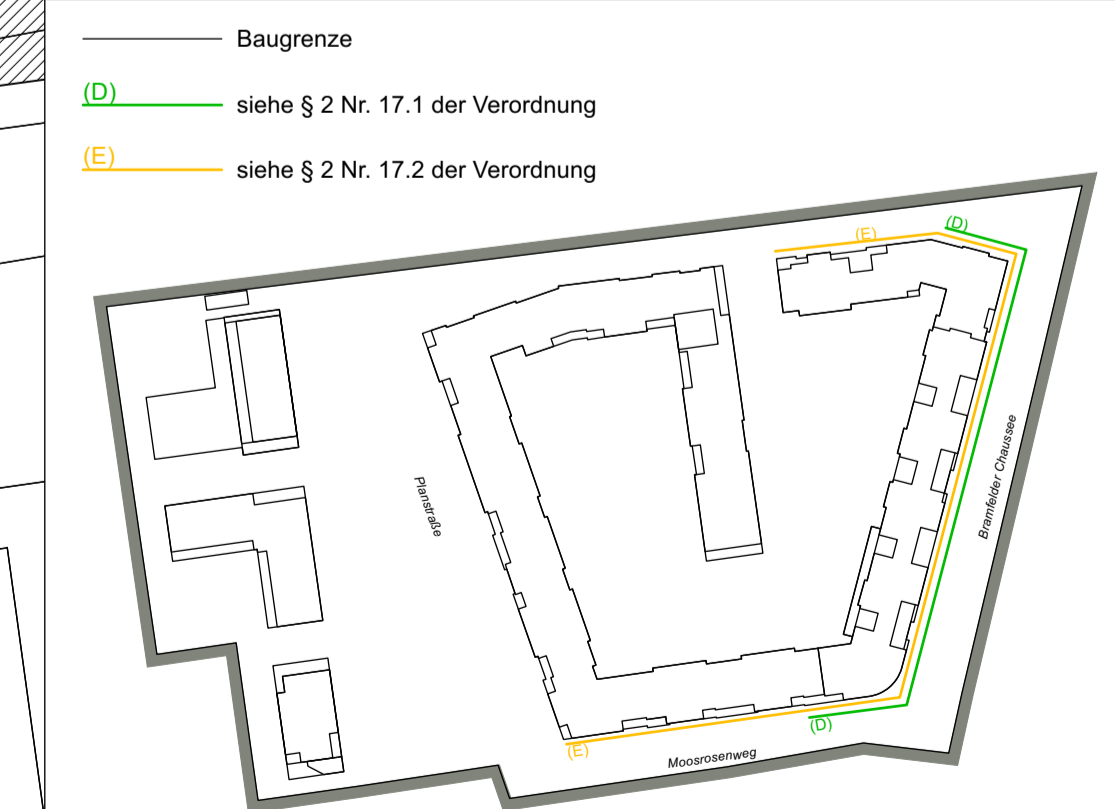 Baugrenze
(D)
siehe § 2 Nr. 17.1 der Verordnung
(E)
siehe § 2 Nr. 17.2 der Verordnung
(D)
(E)
Bramfelder Chaussee
Planstraße
(D)
(E)
Moosrosenweg